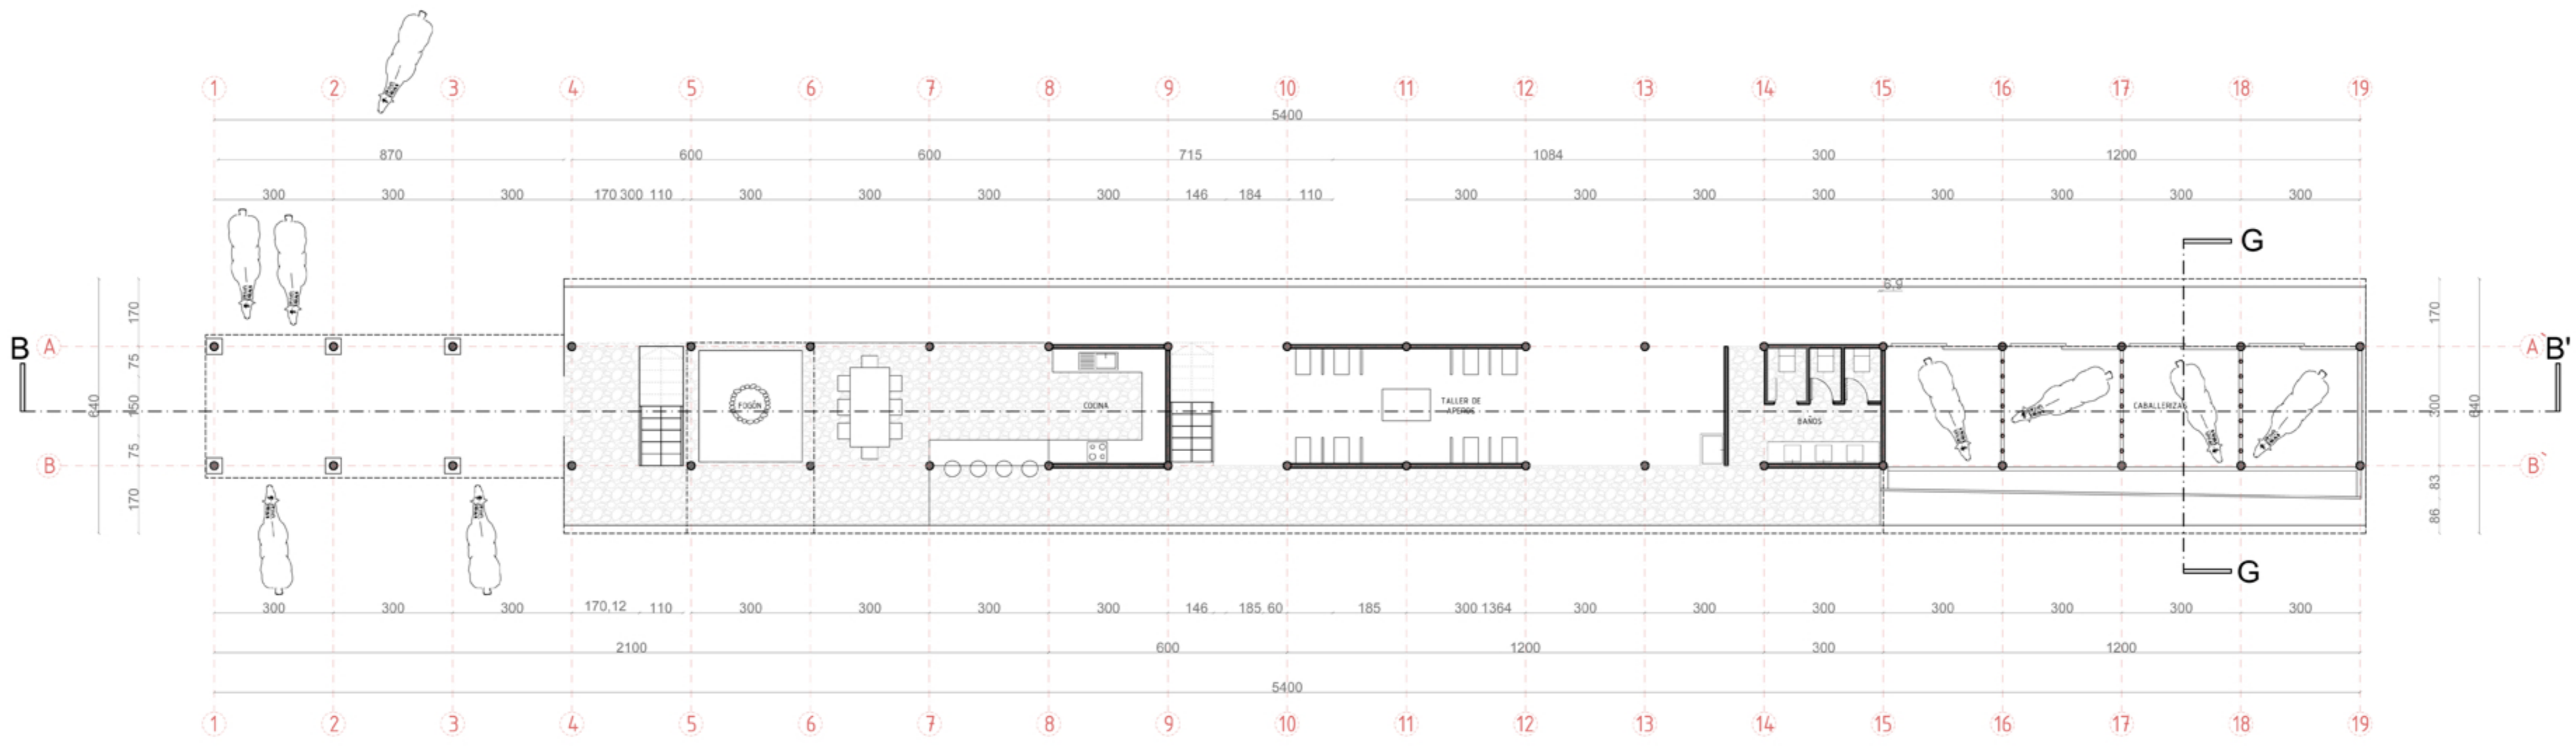 1 2 3 4 5 6 7 8 9 10 11 12 13 14 15 16 17 18 19
5400
870 600 600 715 1084 300 1200
300 300 300 170 300 110 300 300 300 300 146 184 110 300 300 300 300 300 300 300 300
G
6,9
170 170
B A A` B'
75
FOGÓN COCINA TALLER DE
APEROS
CABALLERIZA
BAÑOS
640 300 640
B B`
75 83
170 86
G
300 300 300 170,12 110 300 300 300 300 146 185 60 185 300 1364 300 300 300 300 300 300 300
2100 600 1200 300 1200
5400
1 2 3 4 5 6 7 8 9 10 11 12 13 14 15 16 17 18 19